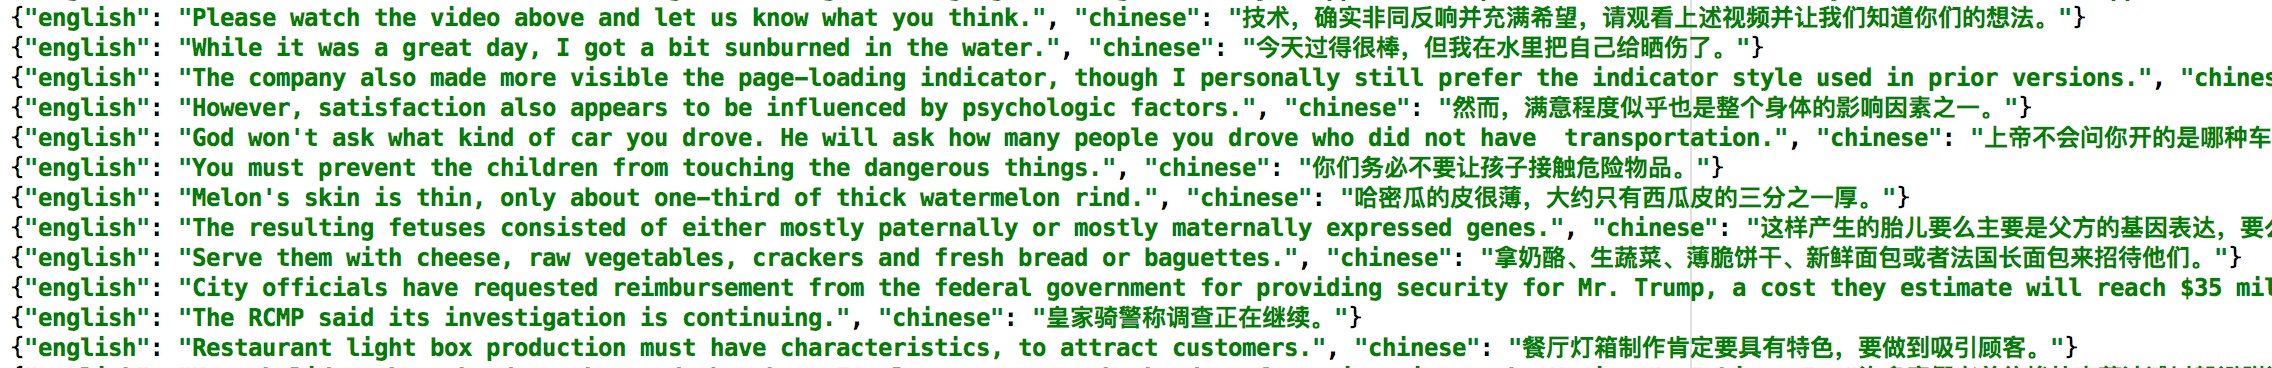 {"english": "Please watch the video above and let us know what you think.", "chinese": "技术，确实非同反响并充满希望，请观看上述视频并让我们知道你们的想法。"}
{"english": "While it was a great day, I got a bit sunburned in the water.", "chinese": "今天过得很棒，但我在水里把自己给晒伤了。"}
{"english": "The company also made more visible the page-loading indicator, though I personally still prefer the indicator style used in prior versions.", "chines
{"english": "However, satisfaction also appears to be influenced by psychologic factors.", "chinese": "然而，满意程度似乎也是整个身体的影响因素之一。"}
{"english": "God won't ask what kind of car you drove. He will ask how many people you drove who did not have  transportation.", "chinese": "上帝不会问你开的是哪种车
{"english": "You must prevent the children from touching the dangerous things.", "chinese": "你们务必不要让孩子接触危险物品。"}
{"english": "Melon's skin is thin, only about one-third of thick watermelon rind.", "chinese": "哈密瓜的皮很薄，大约只有西瓜皮的三分之一厚。"}
{"english": "The resulting fetuses consisted of either mostly paternally or mostly maternally expressed genes.", "chinese": "这样产生的胎儿要么主要是父方的基因表达，要么
{"english": "Serve them with cheese, raw vegetables, crackers and fresh bread or baguettes.", "chinese": "拿奶酪、生蔬菜、薄脆饼干、新鲜面包或者法国长面包来招待他们。"}
{"english": "City officials have requested reimbursement from the federal government for providing security for Mr. Trump, a cost they estimate will reach $35 mil
{"english": "The RCMP said its investigation is continuing.", "chinese": "皇家骑警称调查正在继续。"}
{"english": "Restaurant light box production must have characteristics, to attract customers.", "chinese": "餐厅灯箱制作肯定要具有特色，要做到吸引顾客。"}